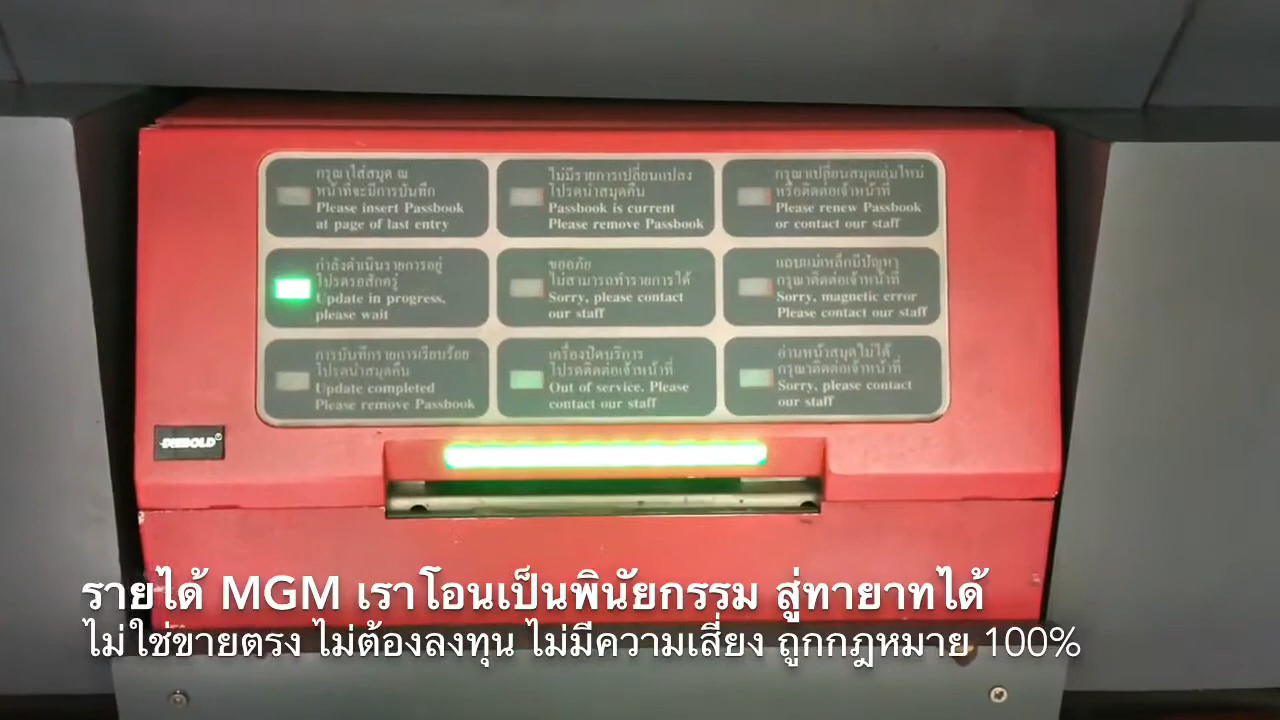 กรุณาใส่สมุด ณ
หน้าที่จะมีการบันทึก
Please insert Passbook
at page of last entry
ไม่มีรายการเปลี่ยนแปลง
โปรดนำสมุดคืน
Passbook is current
Please remove Passbook
กรุณาเปลี่ยนสมุดเล่มใหม่
หรือติดต่อเจ้าหน้าที่
Please renew Passbook
or contact our staff
กำลังดำเนินรายการอยู่
โปรดรอสักครู่
Update in progress,
please wait
ขออภัย
ไม่สามารถทำรายการได้
Sorry, please contact
our staff
แถบแม่เหล็กมีปัญหา
กรุณาติดต่อเจ้าหน้าที่
Sorry, magnetic error
Please contact our staff
การบันทึกรายการเรียบร้อย
โปรดนำสมุดคืน
Update completed
Please remove Passbook
เครื่องปิดบริการ
โปรดติดต่อเจ้าหน้าที่
Out of service. Please
contact our staff
อ่านหน้าสมุดไม่ได้
กรุณาติดต่อเจ้าหน้าที่
Sorry, please contact
our staff
DIEBOLD
รายได้ MGM เราโอนเป็นพินัยกรรม สู่ทายาทได้
ไม่ใช่ขายตรง ไม่ต้องลงทุน ไม่มีความเสี่ยง ถูกกฎหมาย 100%